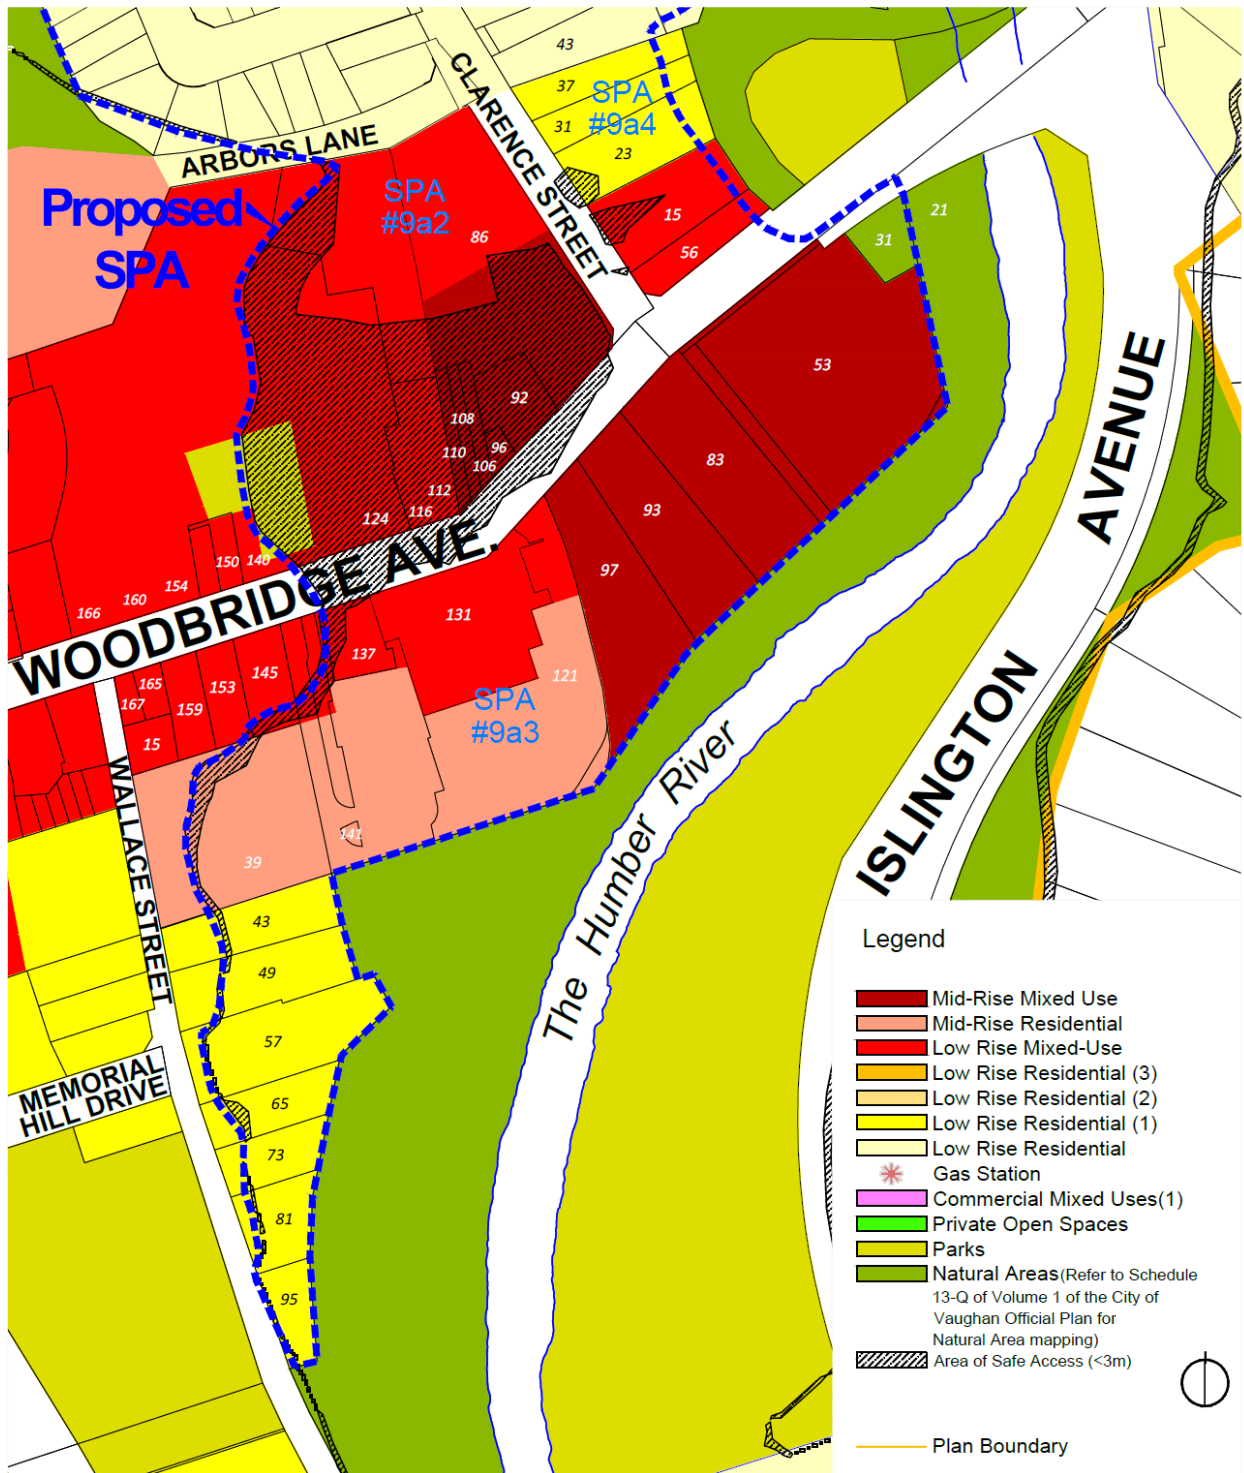 43
CLARENCE STREET
37
SPA
#9a4
31
23
ARBORS LANE
Proposed
SPA
SPA
#9a2
86
15
56
21
31
53
92
108
110
96
106
112
116
124
83
93
97
AVENUE
150
140
154
160
166
WOODBRIDGE AVE.
131
137
121
145
153
165
167
159
15
SPA
#9a3
WALLACE STREET
141
39
The Humber River
ISLINGTON
43
49
57
65
73
81
95
MEMORIAL
HILL DRIVE
Legend
Mid-Rise Mixed Use
Mid-Rise Residential
Low Rise Mixed-Use
Low Rise Residential (3)
Low Rise Residential (2)
Low Rise Residential (1)
Low Rise Residential
Gas Station
Commercial Mixed Uses(1)
Private Open Spaces
Parks
Natural Areas(Refer to Schedule
13-Q of Volume 1 of the City of
Vaughan Official Plan for
Natural Area mapping)
Area of Safe Access (<3m)
Plan Boundary